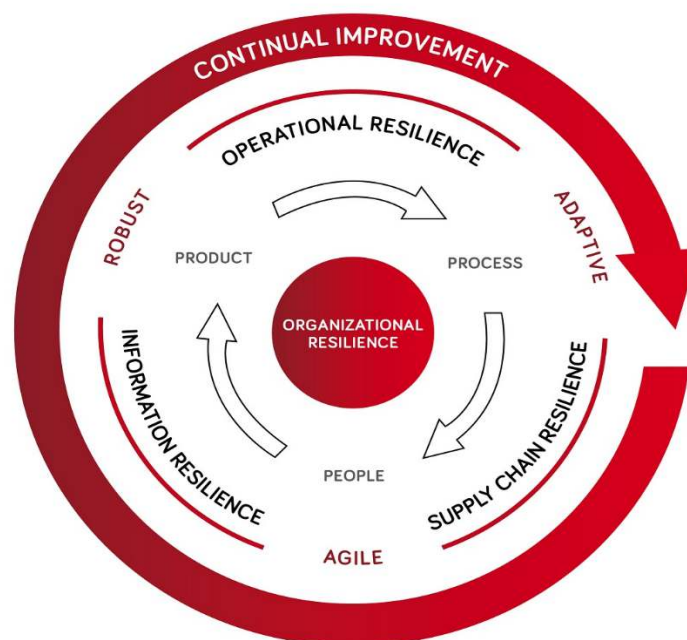 CONTINUAL IMPROVEMENT
OPERATIONAL RESILIENCE
ROBUST
ADAPTIVE
PRODUCT
PROCESS
ORGANIZATIONAL
RESILIENCE
INFORMATION RESILIENCE
SUPPLY CHAIN RESILIENCE
PEOPLE
AGILE